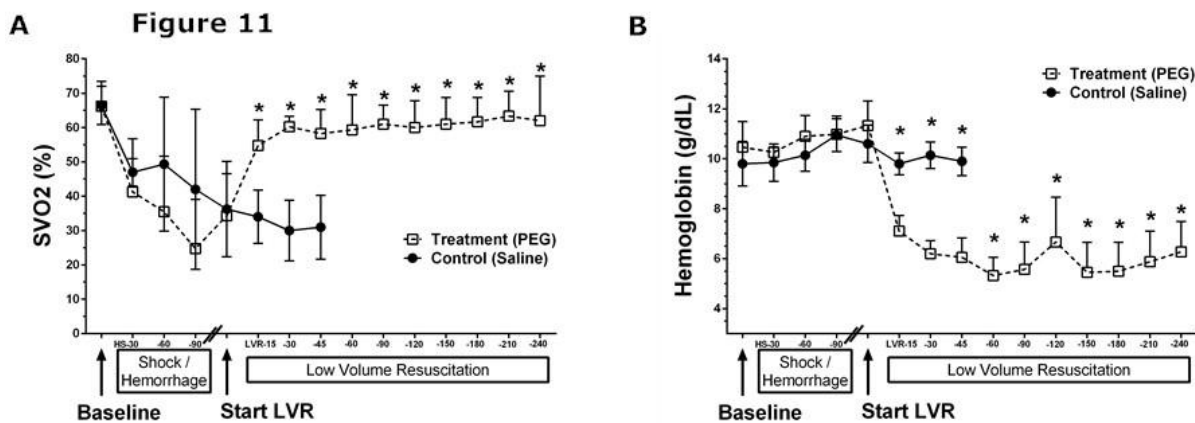 Figure 11
A
SVO2 (%)
80
70
60
50
40
30
20
10
0
* * * * * * * * * *
Treatment (PEG)
Control (Saline)
HS-30 -60 -90 LVR-15 -30 -45 -60 -90 -120 -150 -180 -210 -240
Shock /
Hemorrhage
Low Volume Resuscitation
Baseline
Start LVR
B
Hemoglobin (g/dL)
14
12
10
8
6
4
Treatment (PEG)
Control (Saline)
* * * * * * * * * *
HS-30 -60 -90 LVR-15 -30 -45 -60 -90 -120 -150 -180 -210 -240
Shock /
Hemorrhage
Low Volume Resuscitation
Baseline
Start LVR